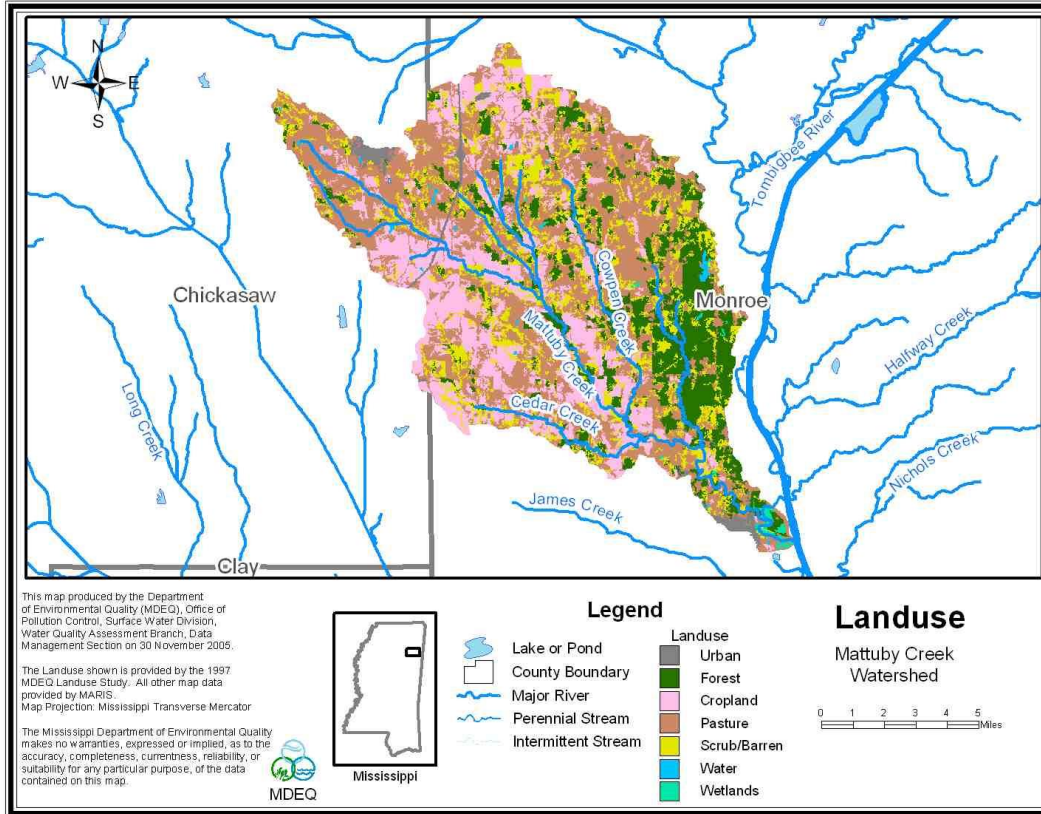 N
W E
S
Tombigbee River
Chickasaw
Monroe
Cowpen Creek
Mattuby Creek
Cedar Creek
Halfway Creek
Long Creek
Nichols Creek
James Creek
Clay
This map produced by the Department
of Environmental Quality (MDEQ), Office of
Pollution Control, Surface Water Division,
Water Quality Assessment Branch, Data
Management Section on 30 November 2005.
The Landuse shown is provided by the 1997
MDEQ Landuse Study. All other map data
provided by MARIS.
Map Projection: Mississippi Transverse Mercator
The Mississippi Department of Environmental Quality
makes no warranties, expressed or implied, as to the
accuracy, completeness, currentness, reliability, or
suitability for any particular purpose, of the data
contained on this map.
MDEQ
Mississippi
Legend
Lake or Pond
County Boundary
Major River
Perennial Stream
Intermittent Stream
Landuse
Urban
Forest
Cropland
Pasture
Scrub/Barren
Water
Wetlands
Landuse
Mattuby Creek
Watershed
0 1 2 3 4 5
Miles